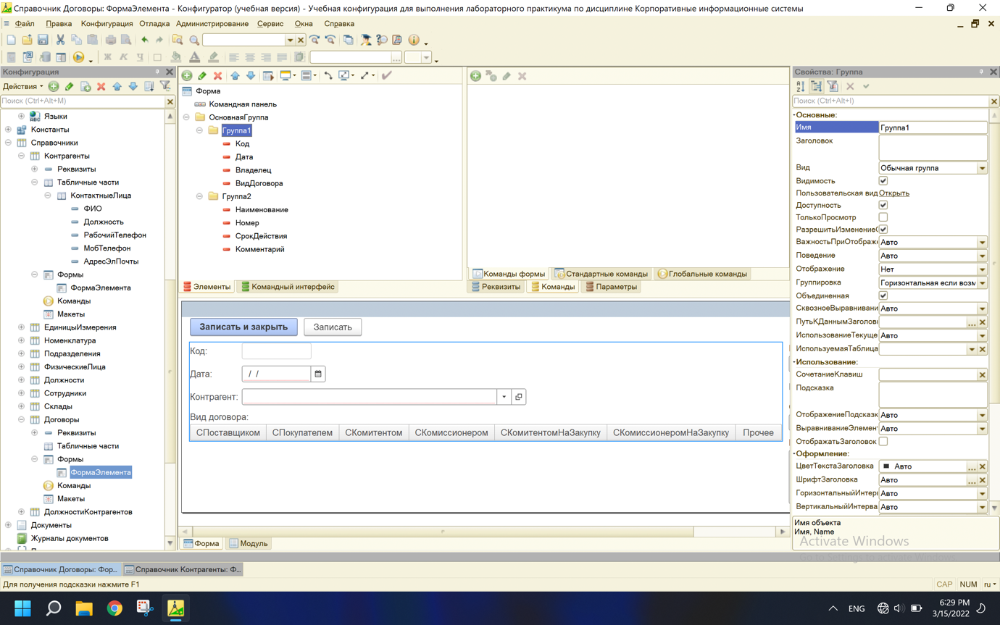 Справочник Договоры: ФормаЭлемента - Конфигуратор (учебная версия) - Учебная конфигурация для выполнения лабораторого практикума по дисциплине Корпоративные информационные системы
Файл Правка Конфигурация Отладка Администрирование Сервис Окна Справка
Ж К Ч
Конфигурация
Действия
Поиск (Ctrl+Alt+M)
Языки
Константы
Справочники
Контрагенты
Реквизиты
Табличные части
КонтактныеЛица
ФИО
Должность
РабочийТелефон
МобТелефон
АдресЭлПочты
Формы
ФормаЭлемента
Команды
Макеты
ЕдиницыИзмерения
Номенклатура
Подразделения
ФизическиеЛица
Должности
Сотрудники
Склады
Договоры
Реквизиты
Табличные части
Формы
ФормаЭлемента
Команды
Макеты
ДолжностиКонтрагентов
Документы
Журналы документов
Форма
Командная панель
ОсновнаяГруппа
Группа1
Код
Дата
Владелец
ВидДоговора
Группа2
Наименование
Номер
СрокДействия
Комментарий
Элементы Командный интерфейс
Команды формы Стандартные команды Глобальные команды
Реквизиты Команды Параметры
Записать и закрыть Записать
Код:
Дата: / /
Контрагент:
Вид договора:
СПоставщиком СПокупателем СКомитентом СКомиссионером СКомитентомНаЗакупку СКомиссионеромНаЗакупку Прочее
Форма Модуль
Свойства: Группа
Поиск (Ctrl+Alt+I)
Основные:
Имя Группа1
Заголовок
Вид Обычная группа
Видимость
Пользовательская вид Открыть
Доступность
ТолькоПросмотр
РазрешитьИзменениеС
ВажностьПриОтображе Авто
Поведение Авто
Отображение Нет
Группировка Горизонтальная если возм
Объединенная
СквозноеВыравнивани Авто
ПутьКДаннымЗаголовк
ИспользованиеТекуще Авто
ИспользуемаяТаблица
Использование:
СочетаниеКлавиш
Подсказка
ОтображениеПодсказк Авто
ВыравниваниеЭлемен Авто
ОтображатьЗаголовок
Оформление:
ЦветТекстаЗаголовка Авто
ШрифтЗаголовка Авто
ГоризонтальныйИнтер Авто
ВертикальныйИнтерва Авто
Имя объекта
Имя, Name
Activate Windows
Go to Settings to activate Windows.
Справочник Договоры: Фор... Справочник Контрагенты: Ф...
Для получения подсказки нажмите F1
CAP NUM ru
ENG
6:29 PM
3/15/2022